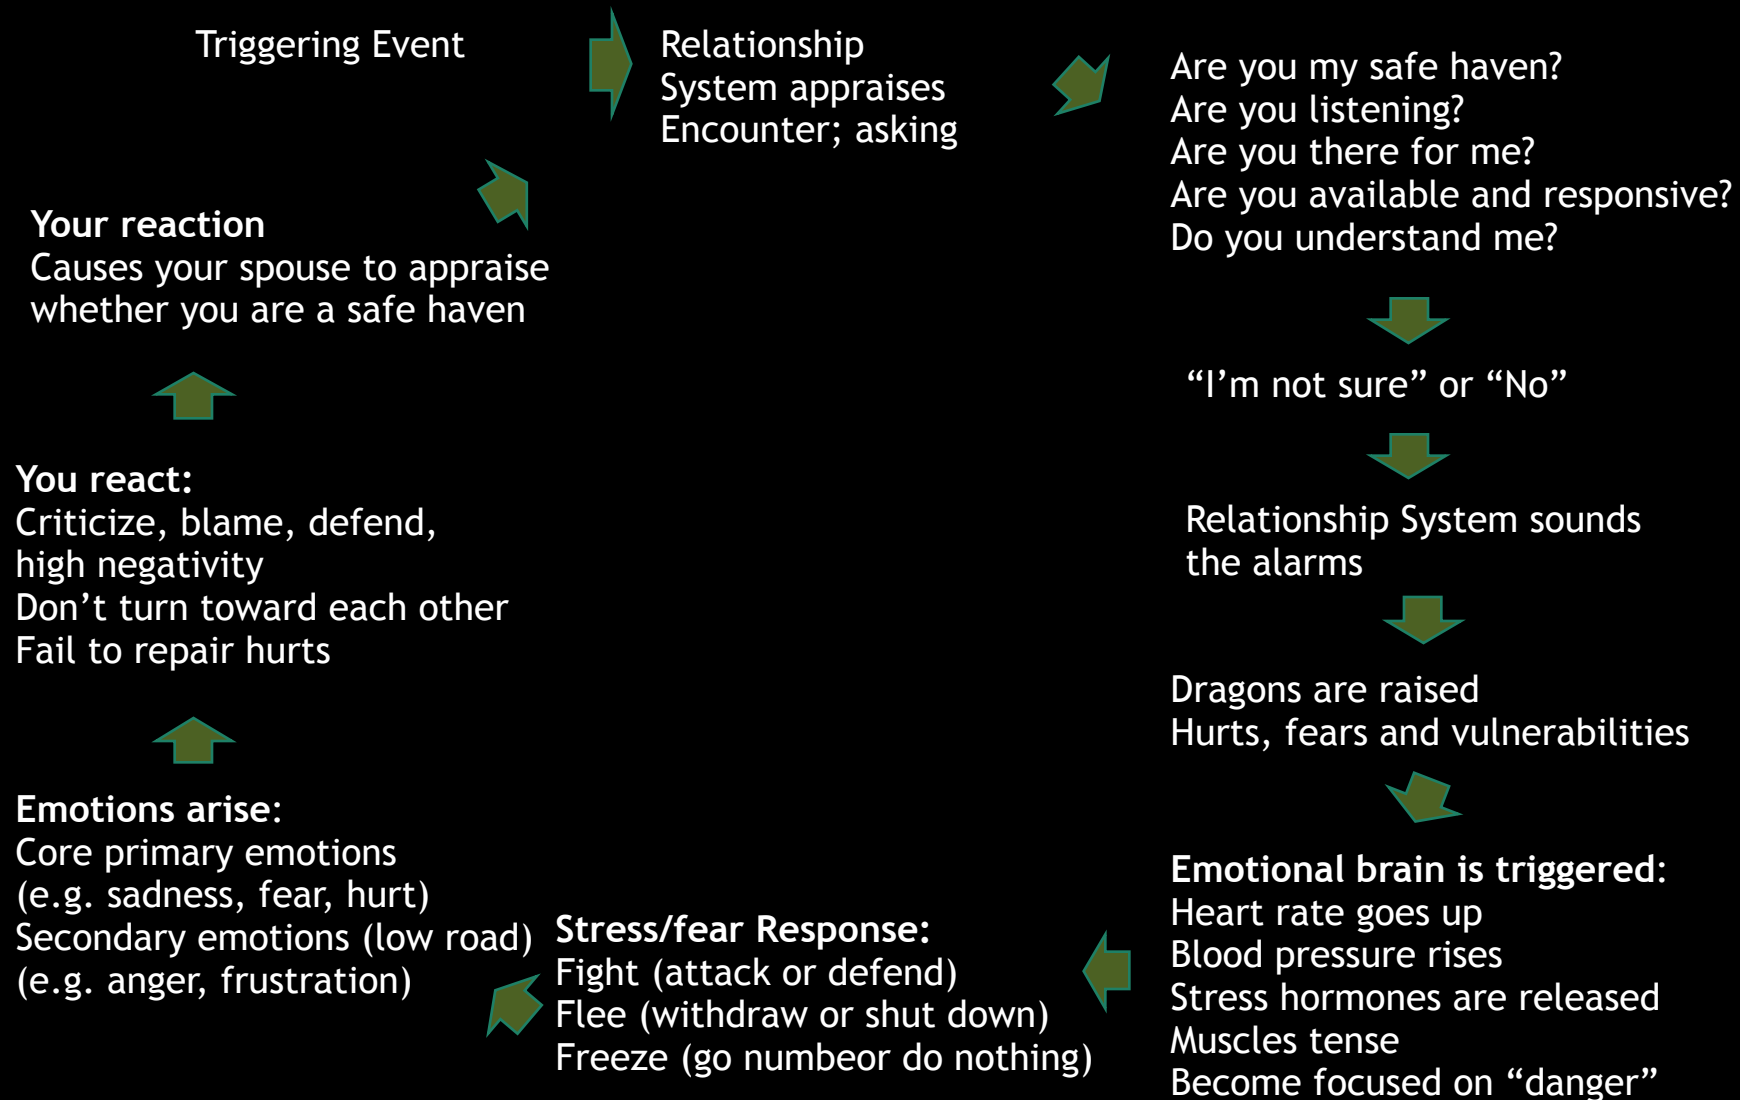 Triggering Event
Relationship
System appraises
Encounter; asking
Are you my safe haven?
Are you listening?
Are you there for me?
Are you available and responsive?
Do you understand me?
“I’m not sure” or “No”
Relationship System sounds
the alarms
Dragons are raised
Hurts, fears and vulnerabilities
Emotional brain is triggered:
Heart rate goes up
Blood pressure rises
Stress hormones are released
Muscles tense
Become focused on “danger”
Stress/fear Response:
Fight (attack or defend)
Flee (withdraw or shut down)
Freeze (go numbeor do nothing)
Emotions arise:
Core primary emotions
(e.g. sadness, fear, hurt)
Secondary emotions (low road)
(e.g. anger, frustration)
You react:
Criticize, blame, defend,
high negativity
Don’t turn toward each other
Fail to repair hurts
Your reaction
Causes your spouse to appraise
whether you are a safe haven